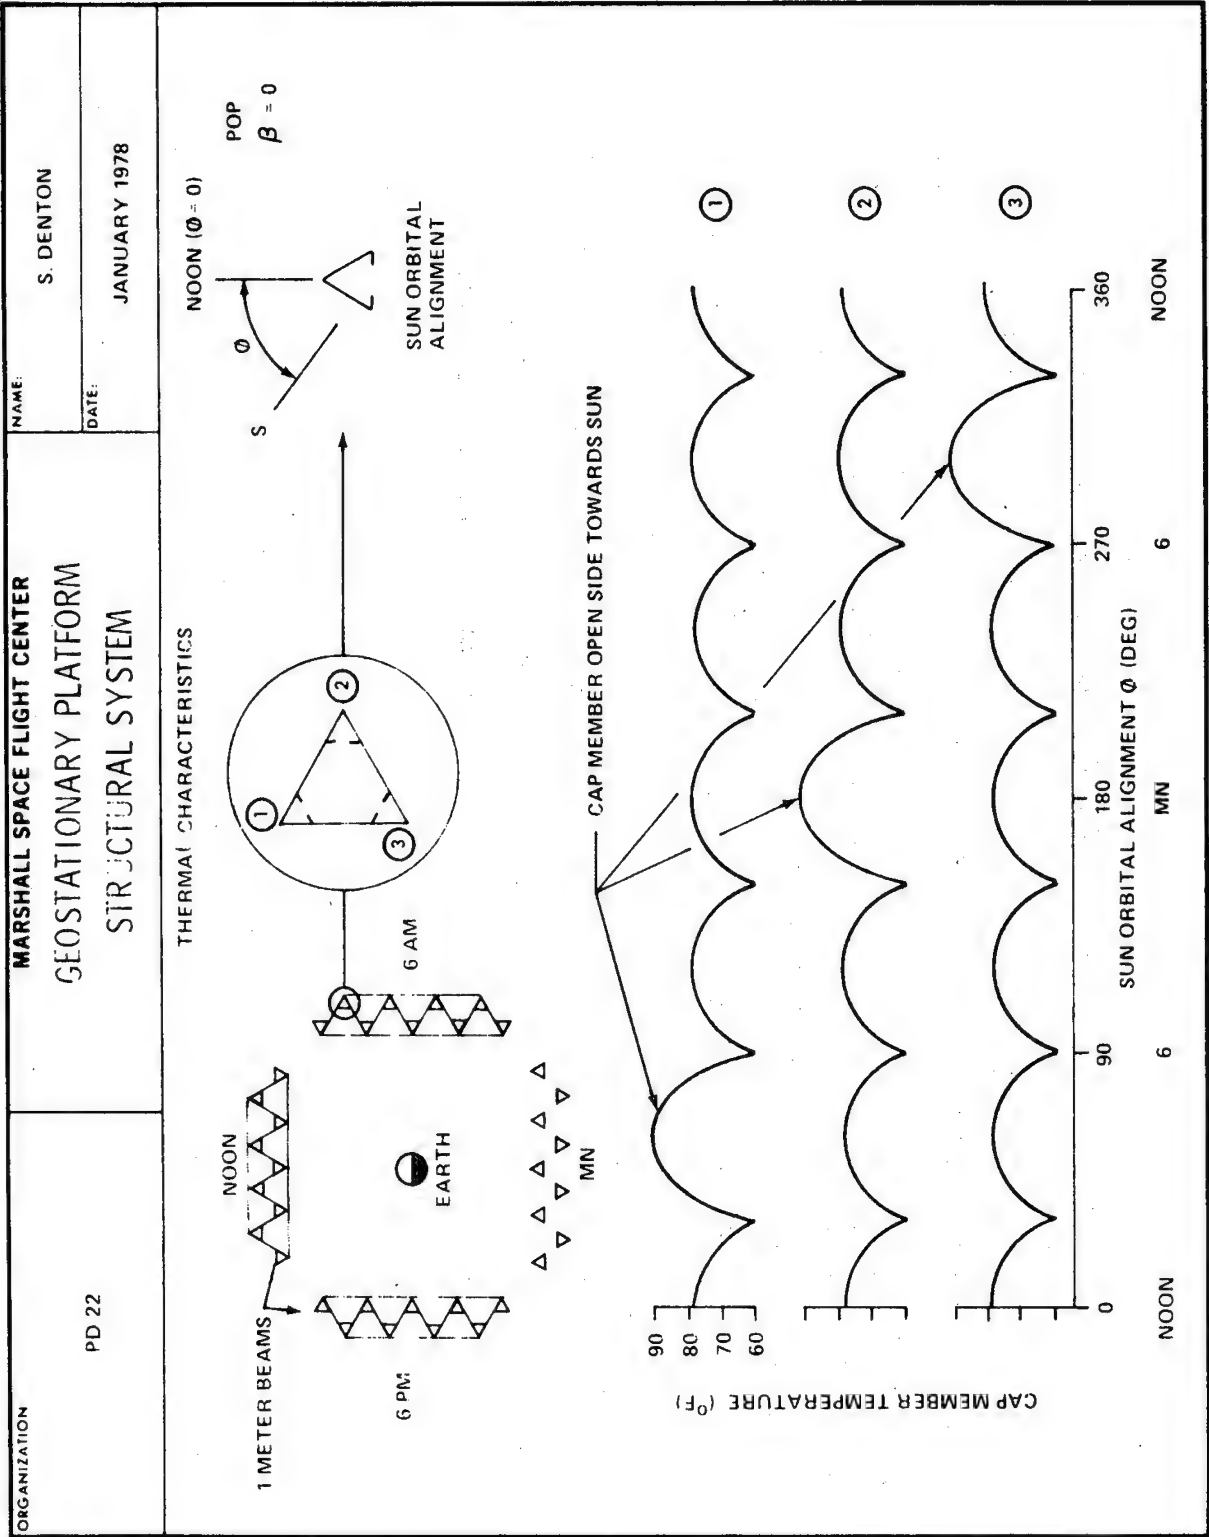 ORGANIZATION
PD 22
MARSHALL SPACE FLIGHT CENTER
GEOSTATIONARY PLATFORM
STRUCTURAL SYSTEM
NAME:
S. DENTON
DATE:
JANUARY 1978
THERMAL CHARACTERISTICS
1 METER BEAMS
NOON
6 PM
EARTH
6 AM
MN
1
2
3
NOON (Ø = 0)
POP
β = 0
Ø
S
SUN ORBITAL
ALIGNMENT
CAP MEMBER OPEN SIDE TOWARDS SUN
CAP MEMBER TEMPERATURE (°F)
90
80
70
60
1
2
3
0
90
180
270
360
SUN ORBITAL ALIGNMENT Ø (DEG)
NOON
6
MN
6
NOON